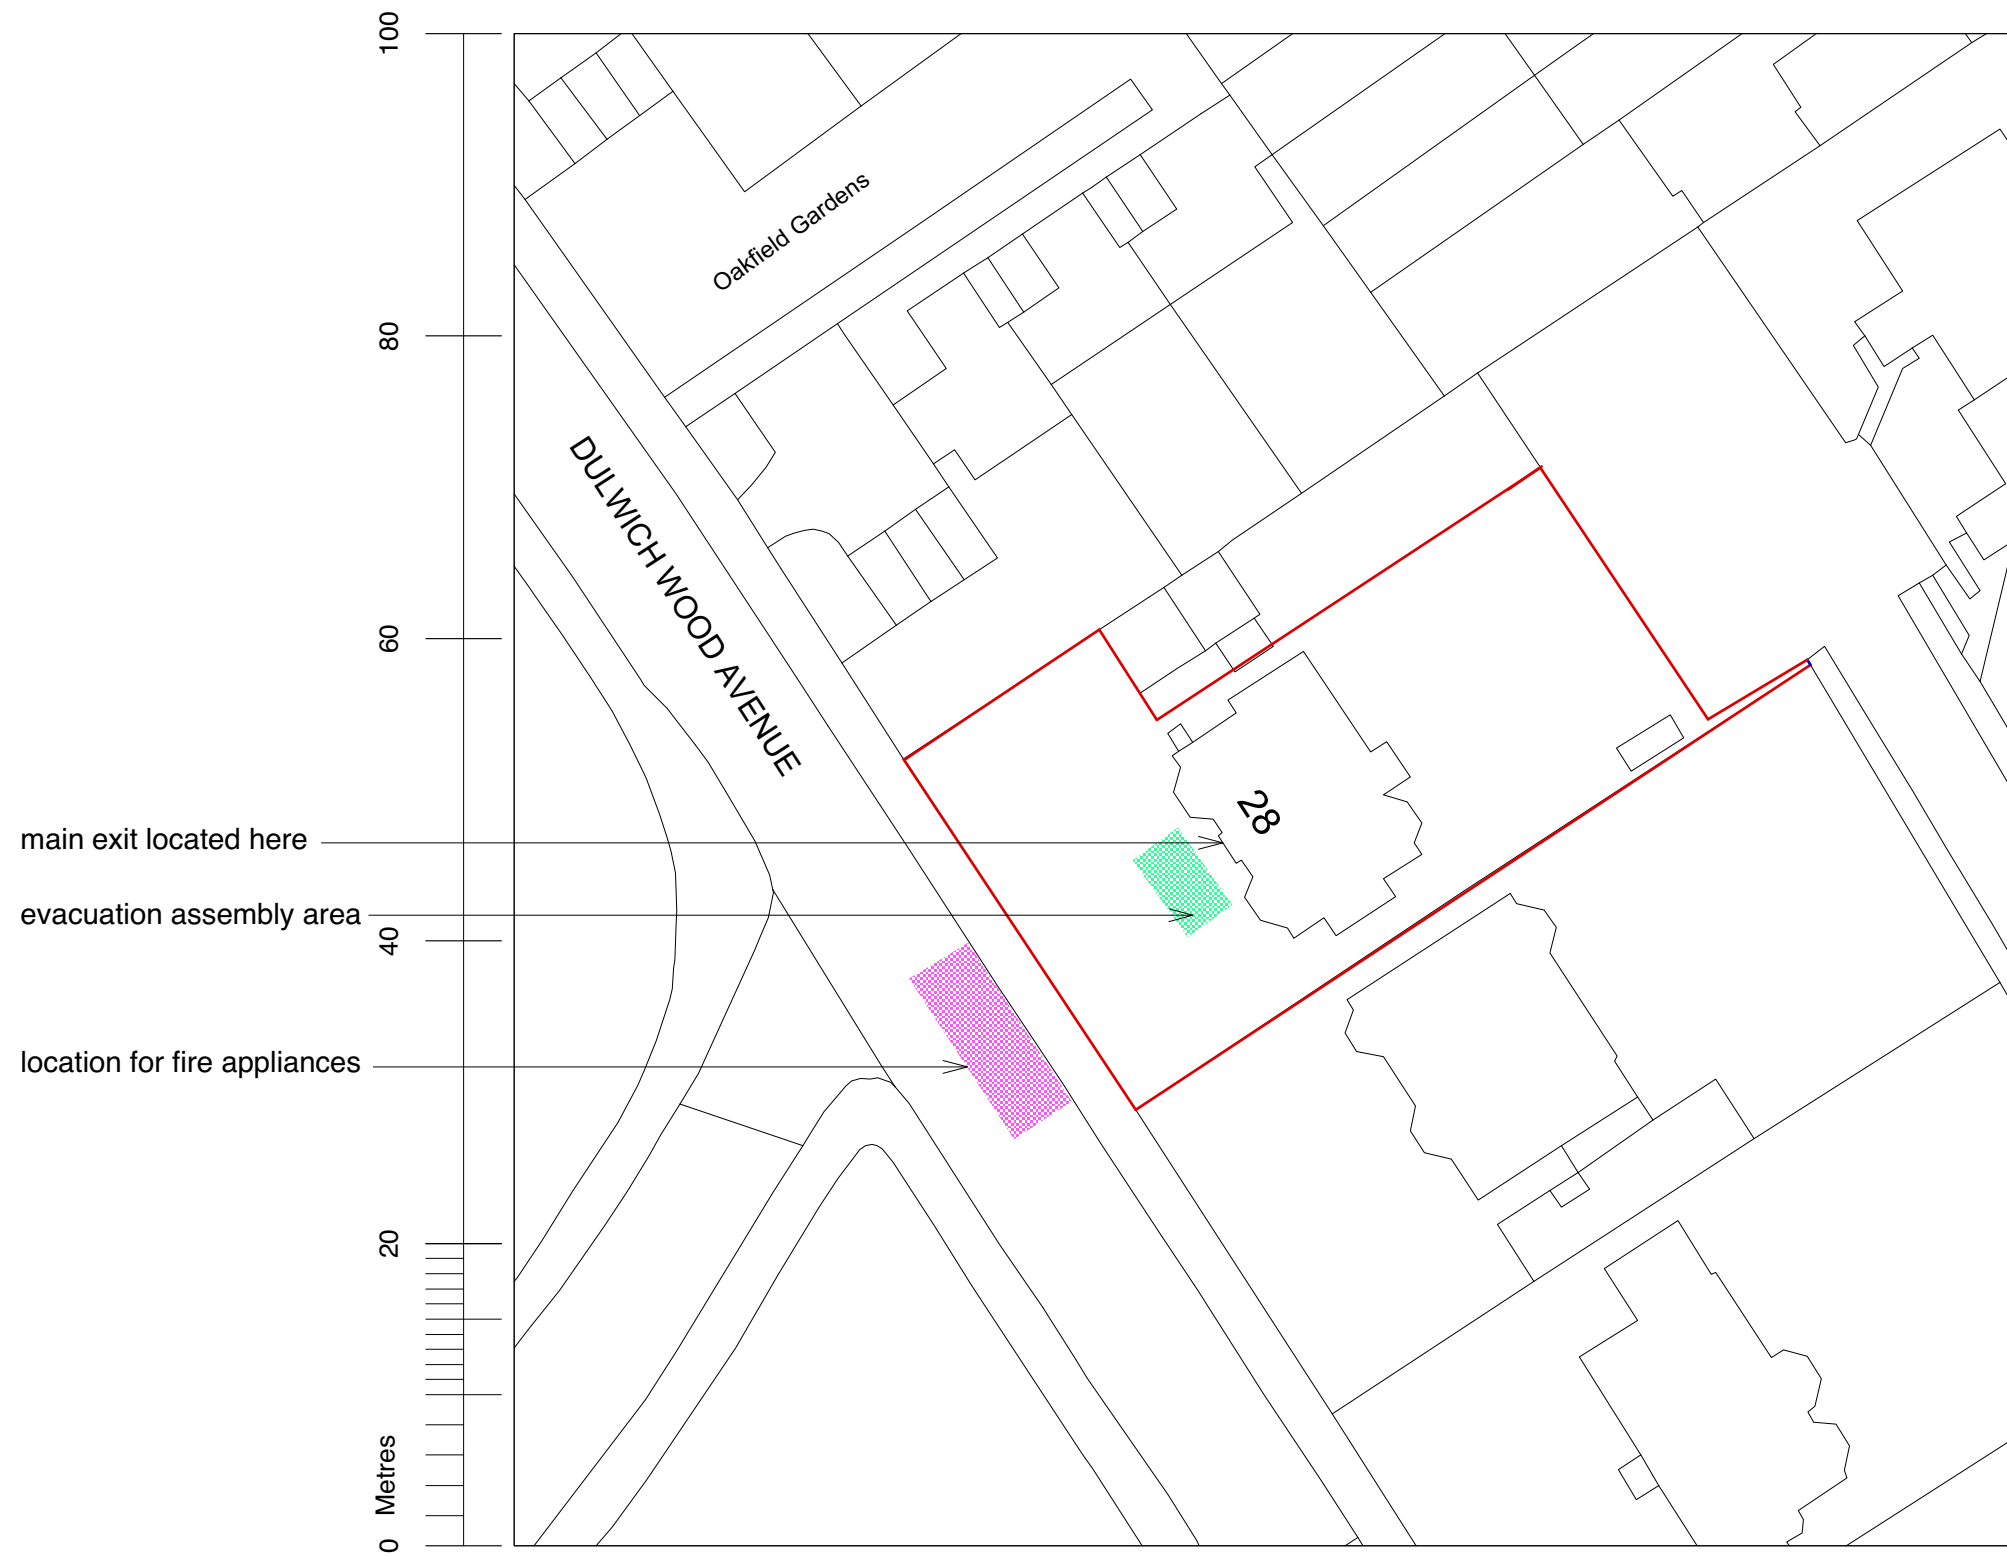 100
Oakfield Gardens
80
DULWICH WOOD AVENUE
60
28
main exit located here
evacuation assembly area
40
location for fire appliances
20
Metres
0